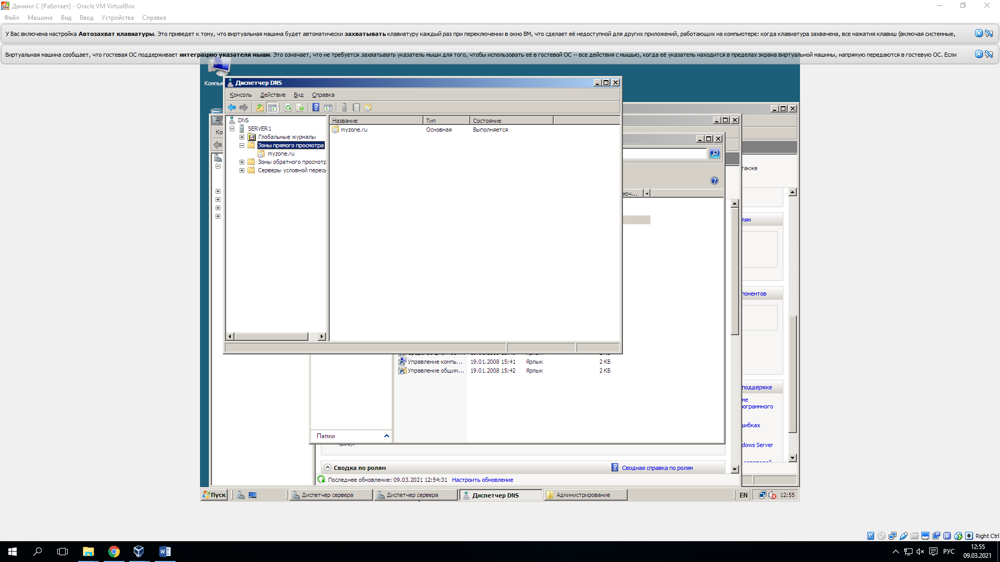 Даниил С [Работает] - Oracle VM VirtualBox
Файл Машина Вид Ввод Устройства Справка
У Вас включена настройка Автозахват клавиатуры. Это приведет к тому, что виртуальная машина будет автоматически захватывать клавиатуру каждый раз при переключении в окно ВМ, что сделает её недоступной для других приложений, работающих на компьютере: когда клавиатура захвачена, все нажатия клавиш (включая системные,
Виртуальная машина сообщает, что гостевая ОС поддерживает интеграцию указателя мыши. Это означает, что не требуется захватывать указатель мыши для того, чтобы использовать её в гостевой ОС -- все действия с мышью, когда её указатель находится в пределах экрана виртуальной машины, напрямую передаются в гостевую ОС. Если
Компьк
Диспетчер DNS
Консоль Действие Вид Справка
Ко
DNS
SERVER1
Глобальные журналы
Зоны прямого просмотра
myzone.ru
Зоны обратного просмотр
Серверы условной пересь
Название Тип Состояние
myzone.ru Основная Выполняется
также
юч...
лям
понентов
поддержке
ме
рограммного
шибках
dows Server
Управление компь... 19.01.2008 15:41 Ярлык 2 КБ
Управление общим... 19.01.2008 15:42 Ярлык 2 КБ
Папки
Сводка по ролям
Сводная справка по ролям
Последнее обновление: 09.03.2021 12:54:31 Настроить обновление
Пуск
Диспетчер сервера
Диспетчер сервера
Диспетчер DNS
Администрирование
EN
12:55
Right Ctrl
РУС
12:55
09.03.2021